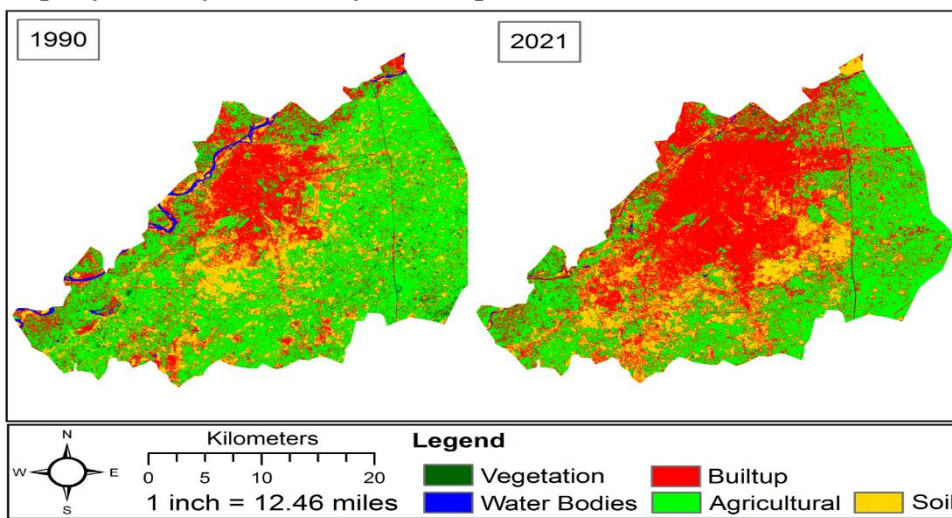 1990
2021
N
W E
S
Kilometers
0 5 10 20
1 inch = 12.46 miles
Legend
Vegetation
Builtup
Water Bodies
Agricultural
Soil